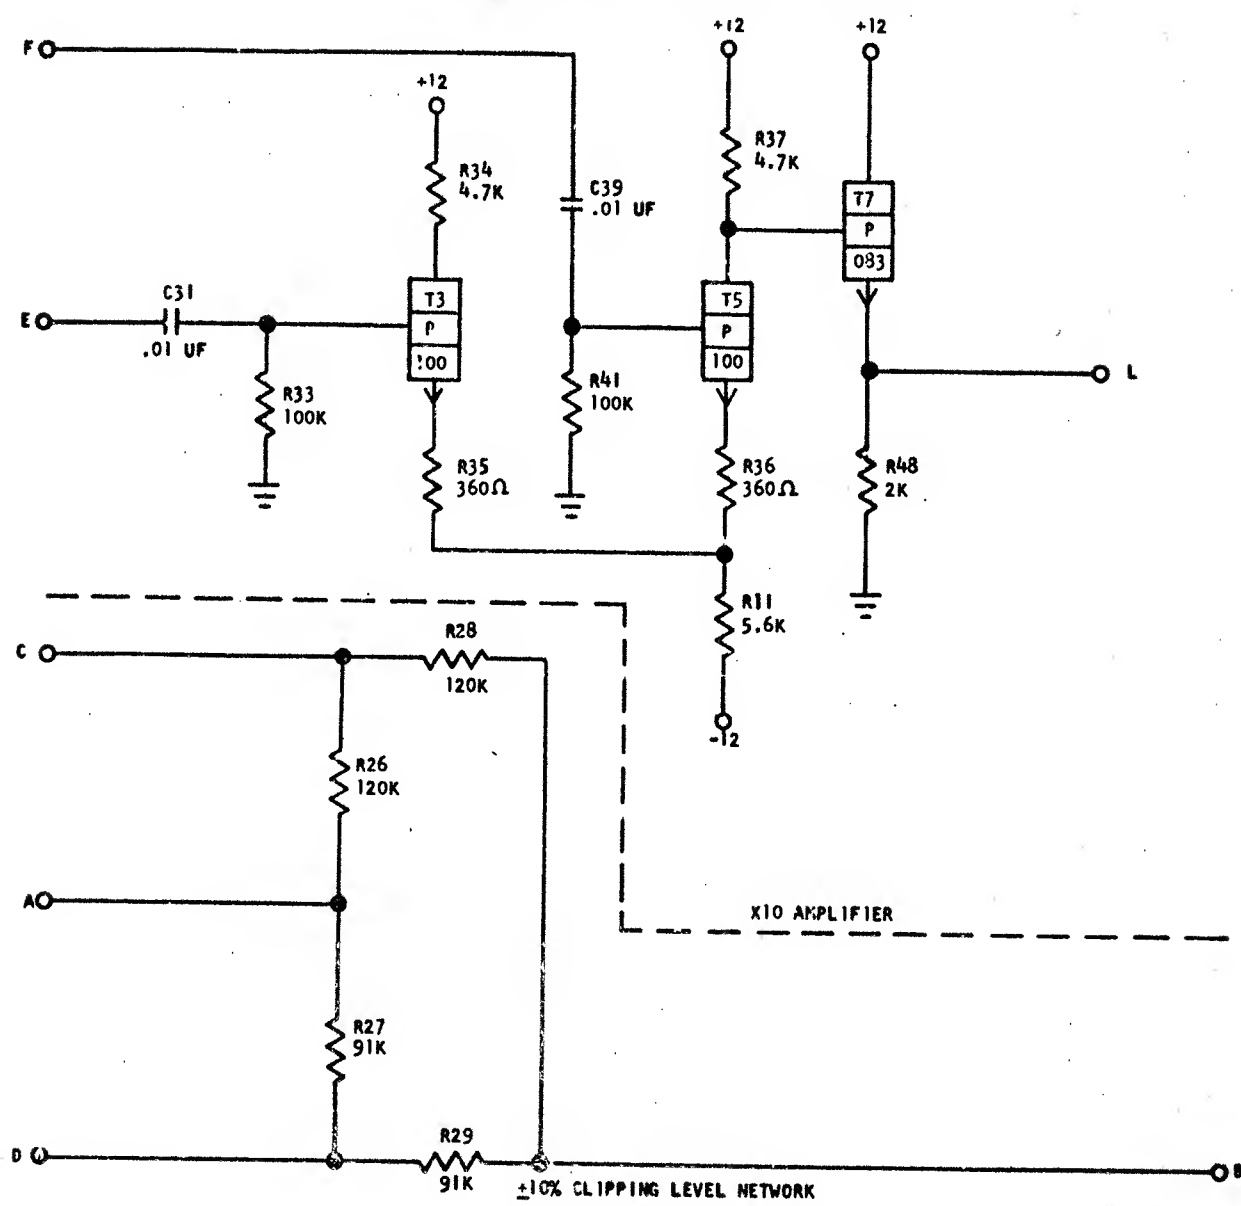 +12
+12
F
+12
R37
4.7K
R34
4.7K
C39
.01 UF
T7
P
083
C31
E
.01 UF
T3
P
100
T5
P
100
R33
100K
R41
100K
L
R35
360Ω
R36
360Ω
R48
2K
R11
5.6K
C
R28
120K
-12
R26
120K
A
X10 AMPLIFIER
R27
91K
D
R29
91K
B
±10% CLIPPING LEVEL NETWORK